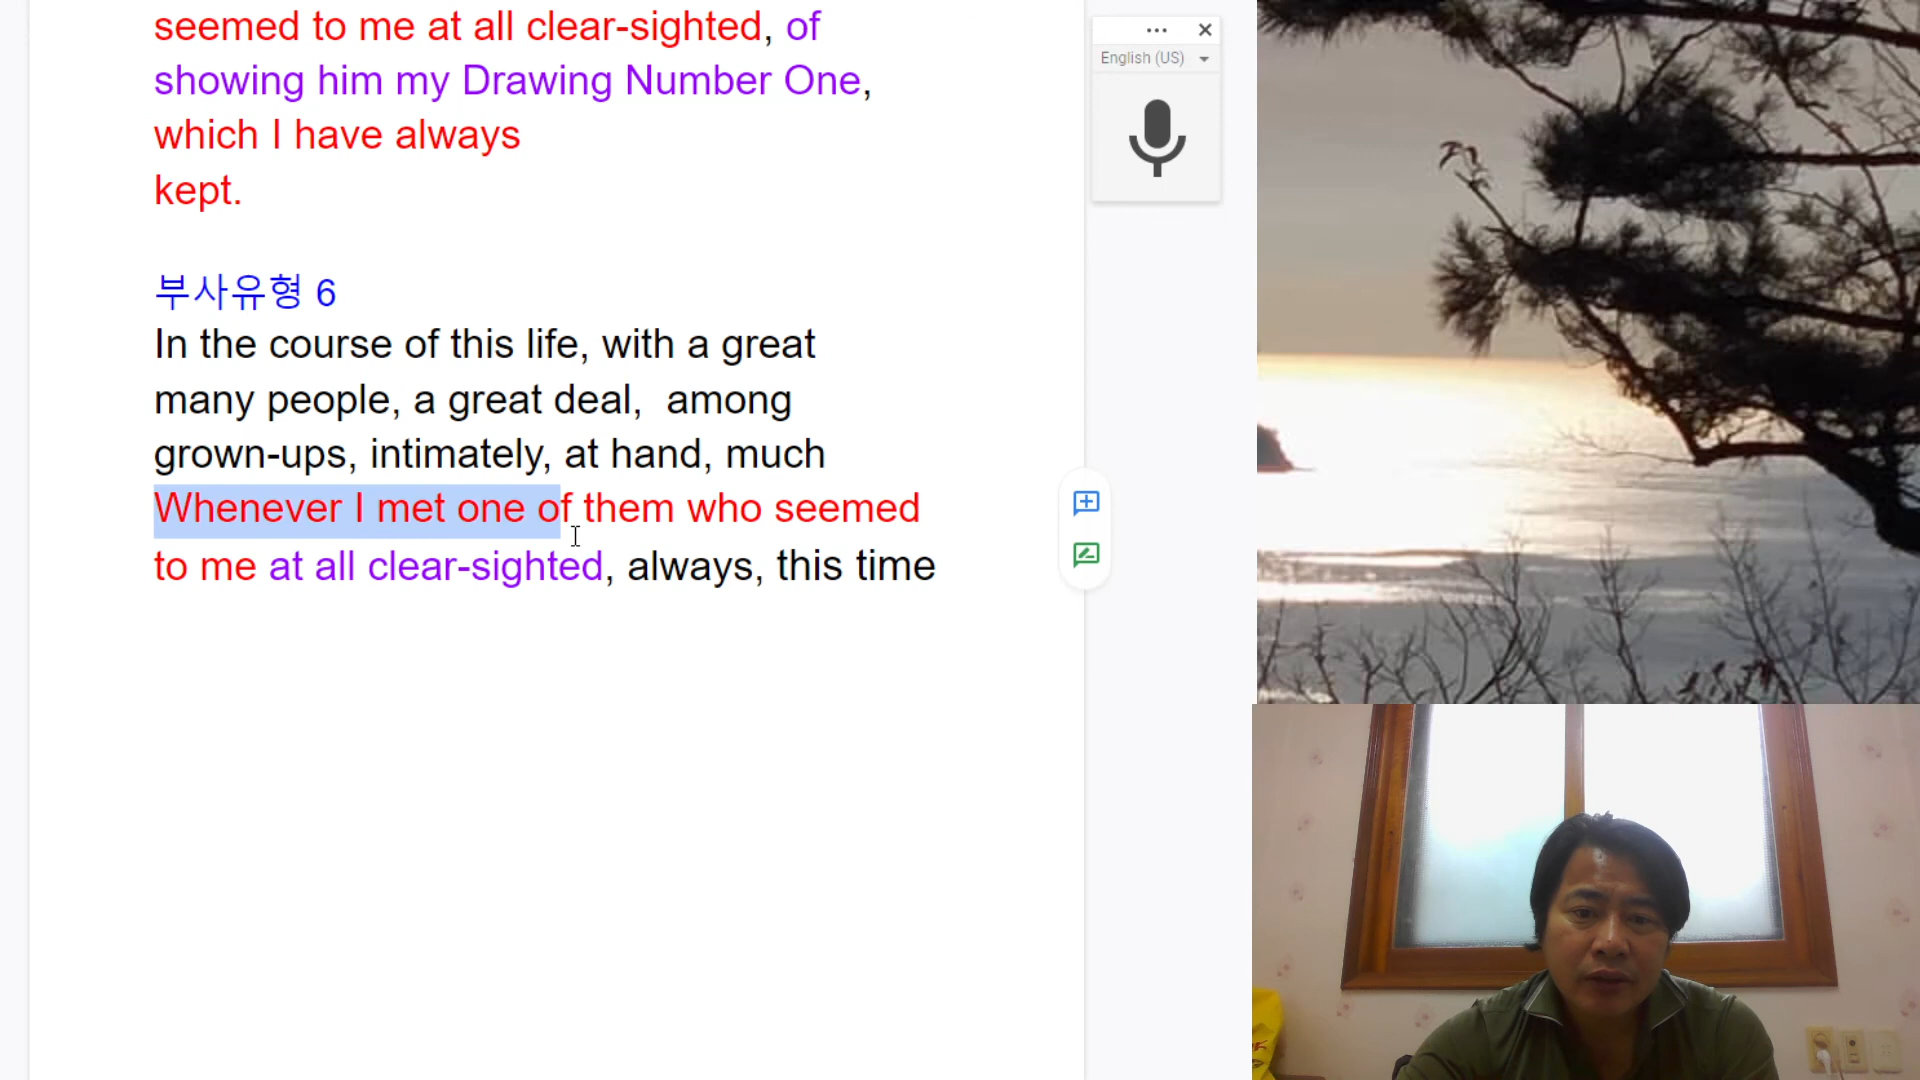 seemed to me at all clear-sighted, of
showing him my Drawing Number One,
which I have always
kept.
부사유형 6
In the course of this life, with a great
many people, a great deal,  among
grown-ups, intimately, at hand, much
Whenever I met one of them who seemed
to me at all clear-sighted, always, this time
English (US)